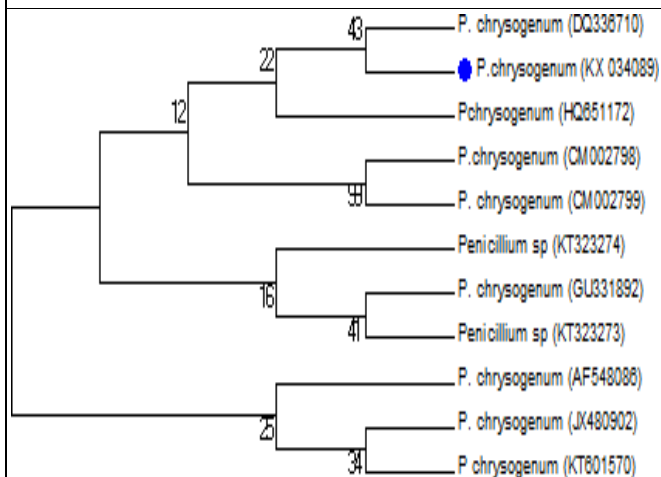 43
P. chrysogenum (DQ336710)
22
P.chrysogenum (KX 034089)
12
Pchrysogenum (HQ651172)
P.chrysogenum (CM002798)
P. chrysogenum (CM002799)
Penicillium sp (KT323274)
16
P. chrysogenum (GU331892)
41
Penicillium sp (KT323273)
P. chrysogenum (AF548086)
25
P. chrysogenum (JX480902)
34
P chrysogenum (KT601570)